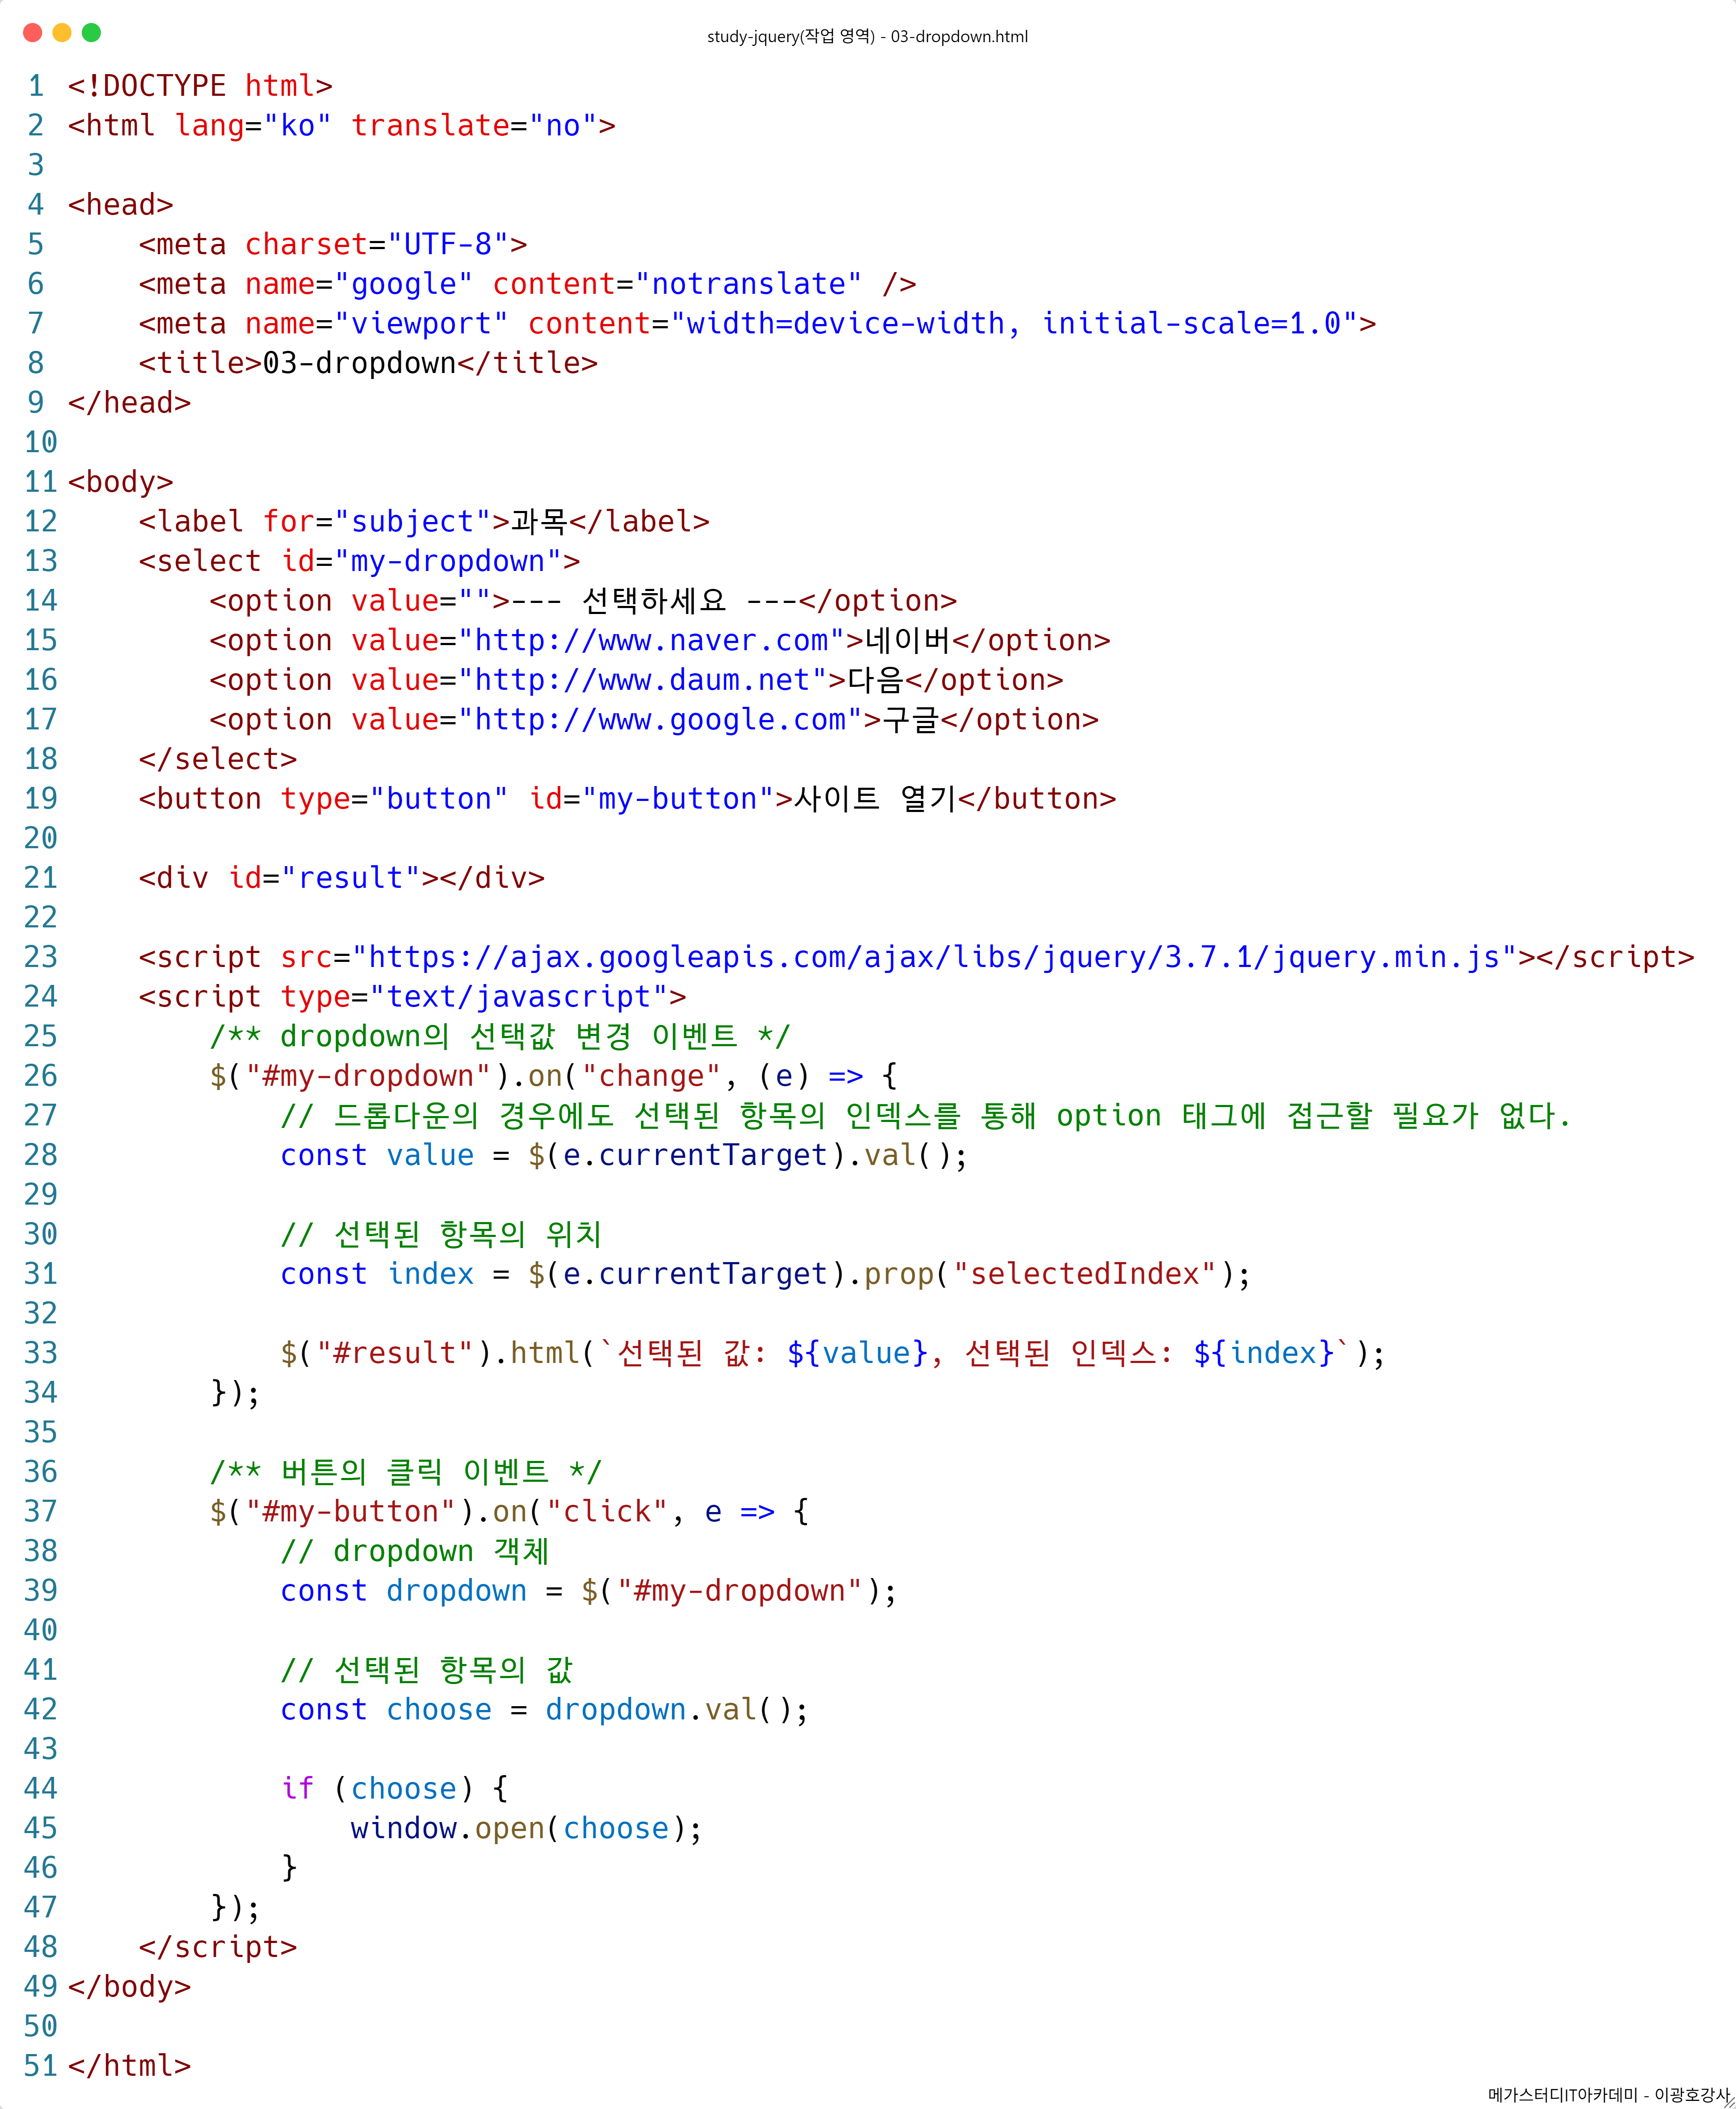 study-jquery(작업 영역) - 03-dropdown.html
1 <!DOCTYPE html>
2 <html lang="ko" translate="no">
3
4 <head>
5     <meta charset="UTF-8">
6     <meta name="google" content="notranslate" />
7     <meta name="viewport" content="width=device-width, initial-scale=1.0">
8     <title>03-dropdown</title>
9 </head>
10
11 <body>
12     <label for="subject">과목</label>
13     <select id="my-dropdown">
14         <option value="">--- 선택하세요 ---</option>
15         <option value="http://www.naver.com">네이버</option>
16         <option value="http://www.daum.net">다음</option>
17         <option value="http://www.google.com">구글</option>
18     </select>
19     <button type="button" id="my-button">사이트 열기</button>
20
21     <div id="result"></div>
22
23     <script src="https://ajax.googleapis.com/ajax/libs/jquery/3.7.1/jquery.min.js"></script>
24     <script type="text/javascript">
25         /** dropdown의 선택값 변경 이벤트 */
26         $("#my-dropdown").on("change", (e) => {
27             // 드롭다운의 경우에도 선택된 항목의 인덱스를 통해 option 태그에 접근할 필요가 없다.
28             const value = $(e.currentTarget).val();
29
30             // 선택된 항목의 위치
31             const index = $(e.currentTarget).prop("selectedIndex");
32
33             $("#result").html(`선택된 값: ${value}, 선택된 인덱스: ${index}`);
34         });
35
36         /** 버튼의 클릭 이벤트 */
37         $("#my-button").on("click", e => {
38             // dropdown 객체
39             const dropdown = $("#my-dropdown");
40
41             // 선택된 항목의 값
42             const choose = dropdown.val();
43
44             if (choose) {
45                 window.open(choose);
46             }
47         });
48     </script>
49 </body>
50
51 </html>
메가스터디IT아카데미 - 이광호강사